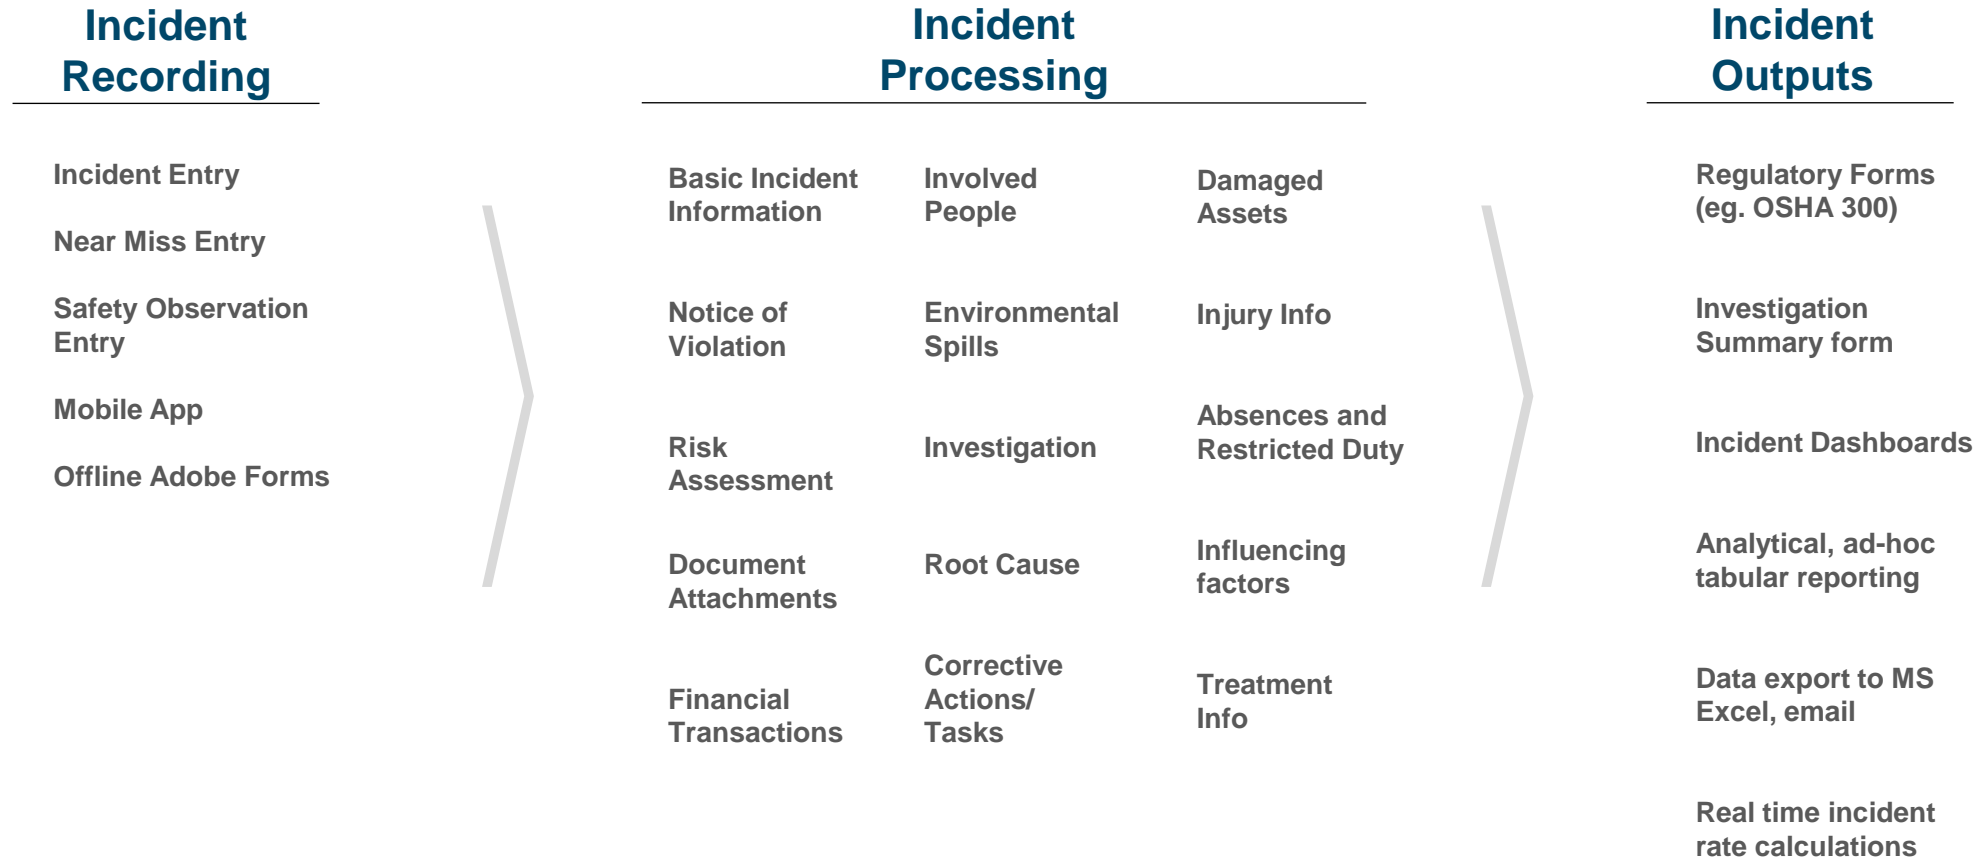 Incident
Recording
Incident Entry
Near Miss Entry
Safety Observation
Entry
Mobile App
Offline Adobe Forms
Incident
Processing
Basic Incident
Information
Notice of
Violation
Risk
Assessment
Document
Attachments
Financial
Transactions
Involved
People
Environmental
Spills
Investigation
Root Cause
Corrective
Actions/
Tasks
Damaged
Assets
Injury Info
Absences and
Restricted Duty
Influencing
factors
Treatment
Info
Incident
Outputs
Regulatory Forms
(eg. OSHA 300)
Investigation
Summary form
Incident Dashboards
Analytical, ad-hoc
tabular reporting
Data export to MS
Excel, email
Real time incident
rate calculations